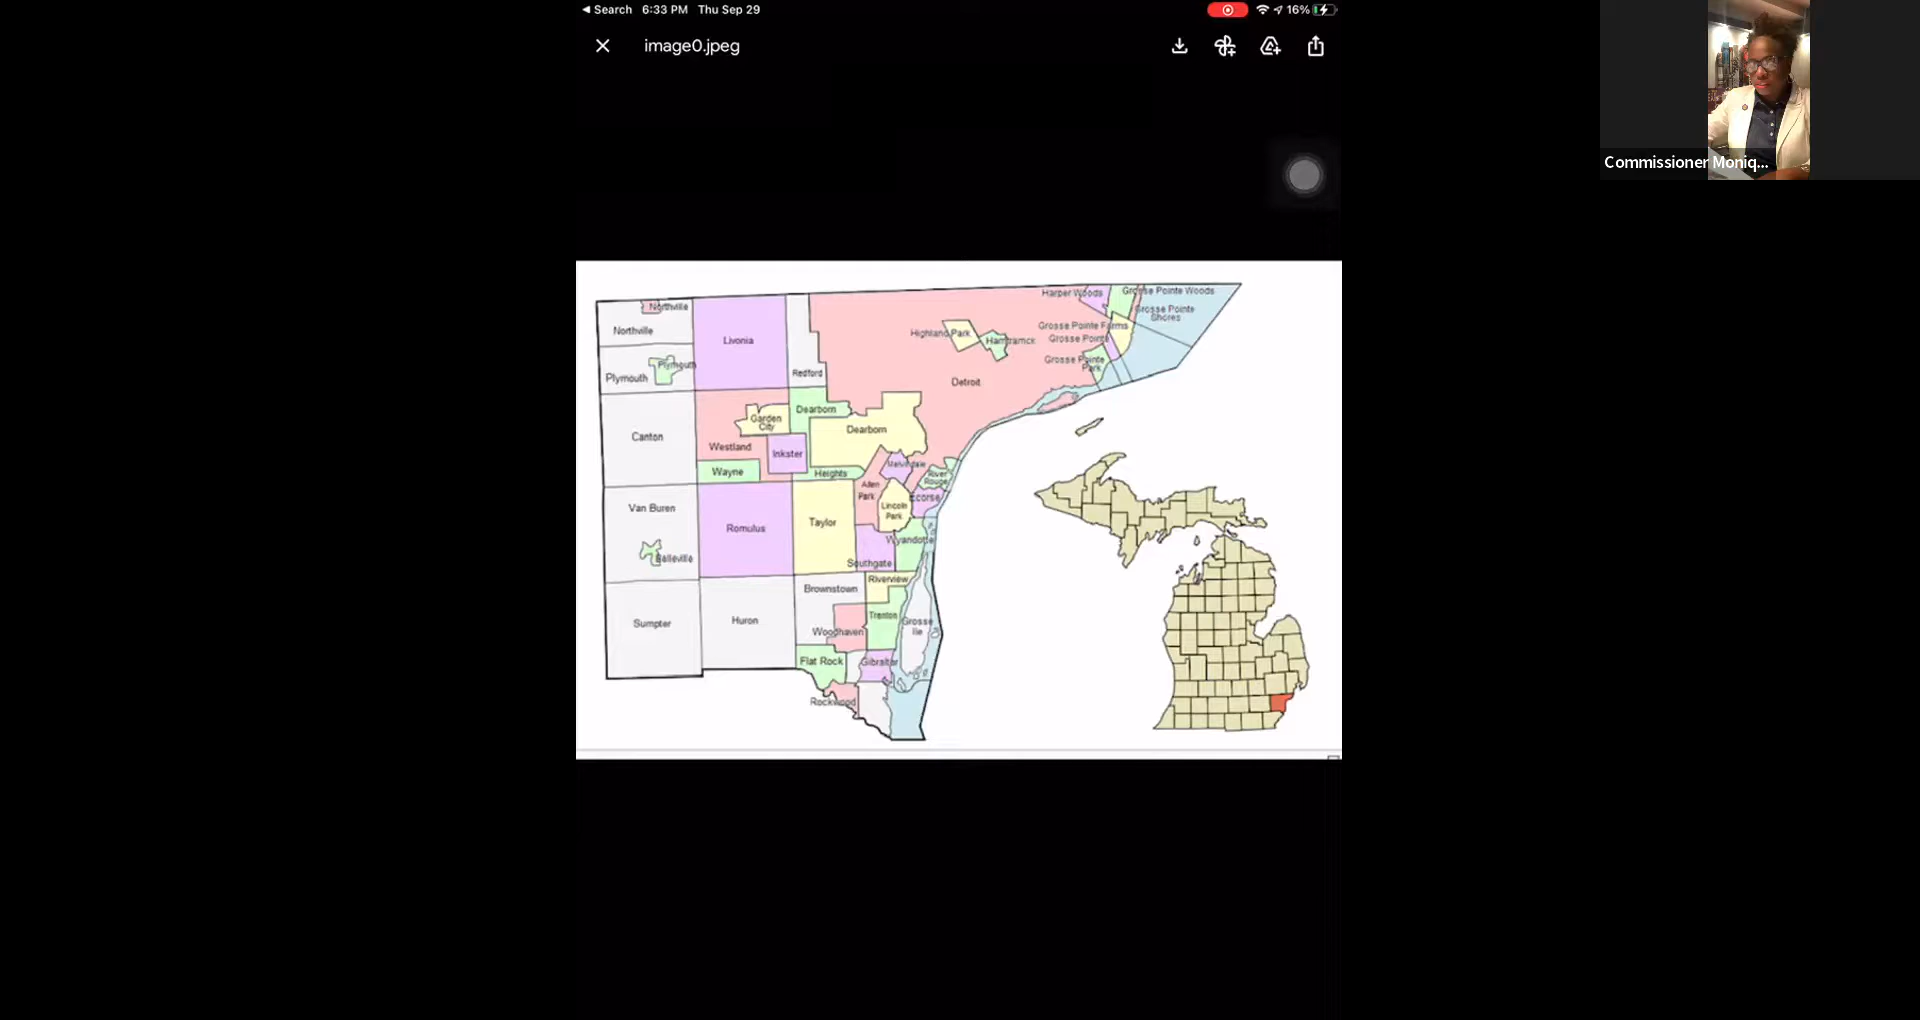 Search 6:33 PM Thu Sep 29
16%
image0.jpeg
Commissioner Moniq...
Northville
Northville
Livonia
Harper Woods
Grosse Pointe Woods
Grosse Pointe
Shores
Grosse Pointe Farms
Highland Park
Hamtramck
Grosse Pointe
Grosse Pointe
Park
Plymouth
Plymouth
Redford
Detroit
Dearborn
Garden
City
Dearborn
Canton
Westland
Inkster
Wayne
Heights
Melvindale
River
Rouge
Allen
Park
Ecorse
Lincoln
Park
Van Buren
Romulus
Taylor
Wyandotte
Belleville
Southgate
Riverview
Brownstown
Trenton
Sumpter
Huron
Woodhaven
Grosse
Ile
Flat Rock
Gibraltar
Rockwood